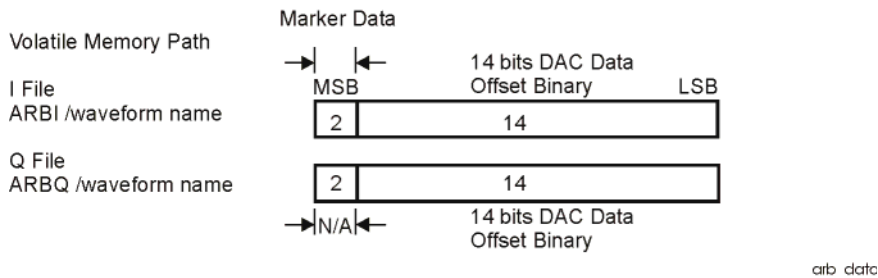 Marker Data
Volatile Memory Path
14 bits DAC Data
I File
MSB
Offset Binary
LSB
ARBI /waveform name
2
14
Q File
ARBQ /waveform name
2
14
N/A
14 bits DAC Data
Offset Binary
arb data